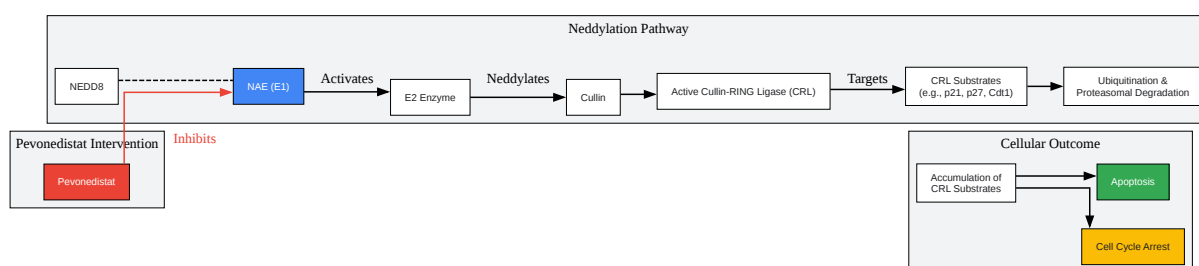 Neddylation Pathway
NEDD8
NAE (E1)
Activates
E2 Enzyme
Neddylates
Cullin
Active Cullin-RING Ligase (CRL)
Targets
CRL Substrates
(e.g., p21, p27, Cdt1)
Ubiquitination &
Proteasomal Degradation
Pevonedistat Intervention
Inhibits
Pevonedistat
Cellular Outcome
Accumulation of
CRL Substrates
Apoptosis
Cell Cycle Arrest